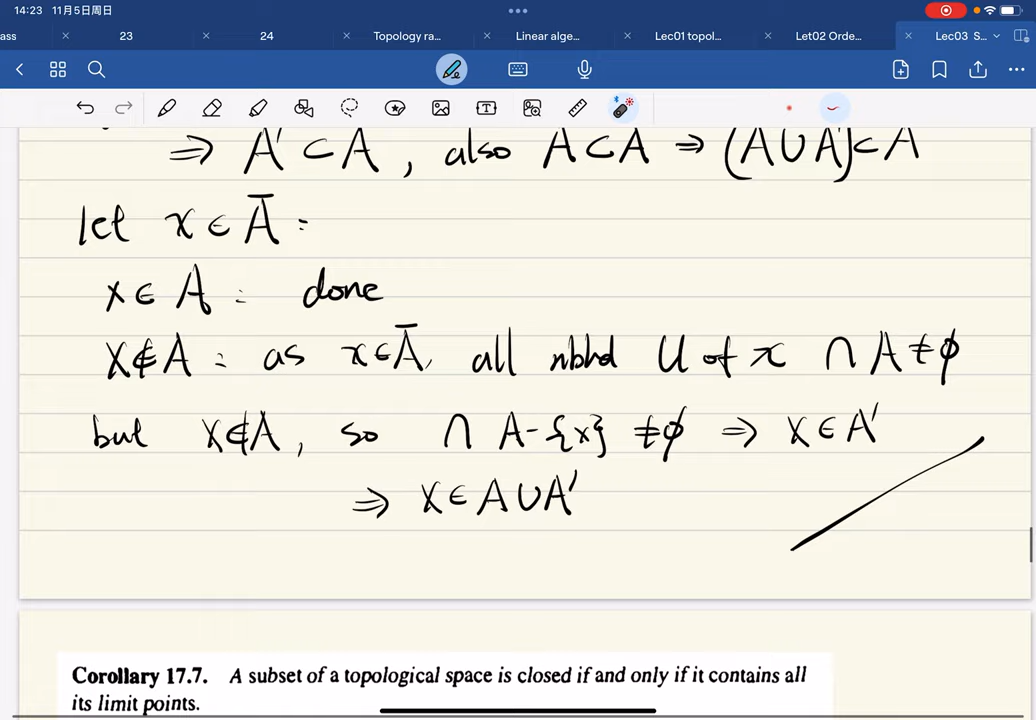 14:23 11月5日周日
ass 23 24 Topology ra... Linear alge... Lec01 topol... Let02 Orde... Lec03 S...
⇒ A' ⊂ A , also A ⊂ A ⇒ (A ∪ A') ⊂ A
let x ∈ Ā :
x ∈ A : done
x ∉ A : as x ∈ Ā, all nbhd U of x ∩ A ≠ ϕ
but x ∉ A , so ∩ A - {x} ≠ ϕ ⇒ x ∈ A'
⇒ x ∈ A ∪ A'
Corollary 17.7. A subset of a topological space is closed if and only if it contains all
its limit points.